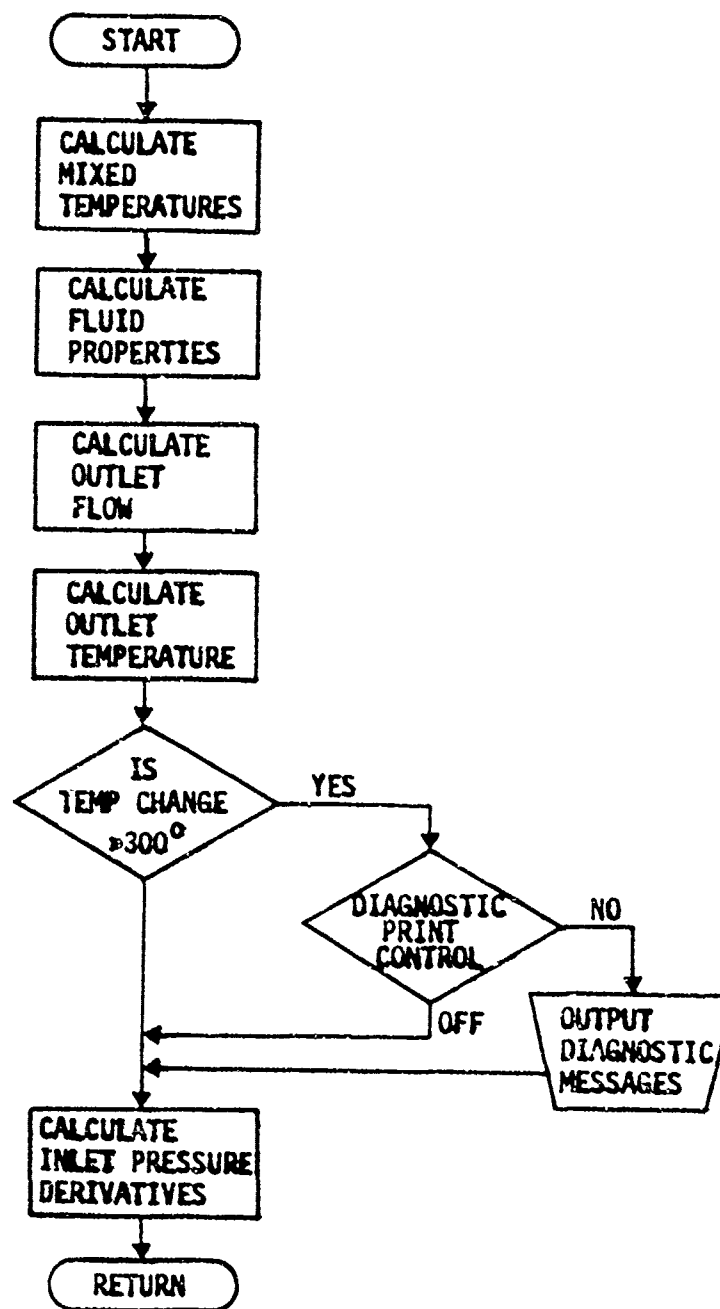 START
CALCULATE
MIXED
TEMPERATURES
CALCULATE
FLUID
PROPERTIES
CALCULATE
OUTLET
FLOW
CALCULATE
OUTLET
TEMPERATURE
IS
TEMP CHANGE
>300°
YES
DIAGNOSTIC
PRINT
CONTROL
NO
OFF
OUTPUT
DIAGNOSTIC
MESSAGES
CALCULATE
INLET PRESSURE
DERIVATIVES
RETURN